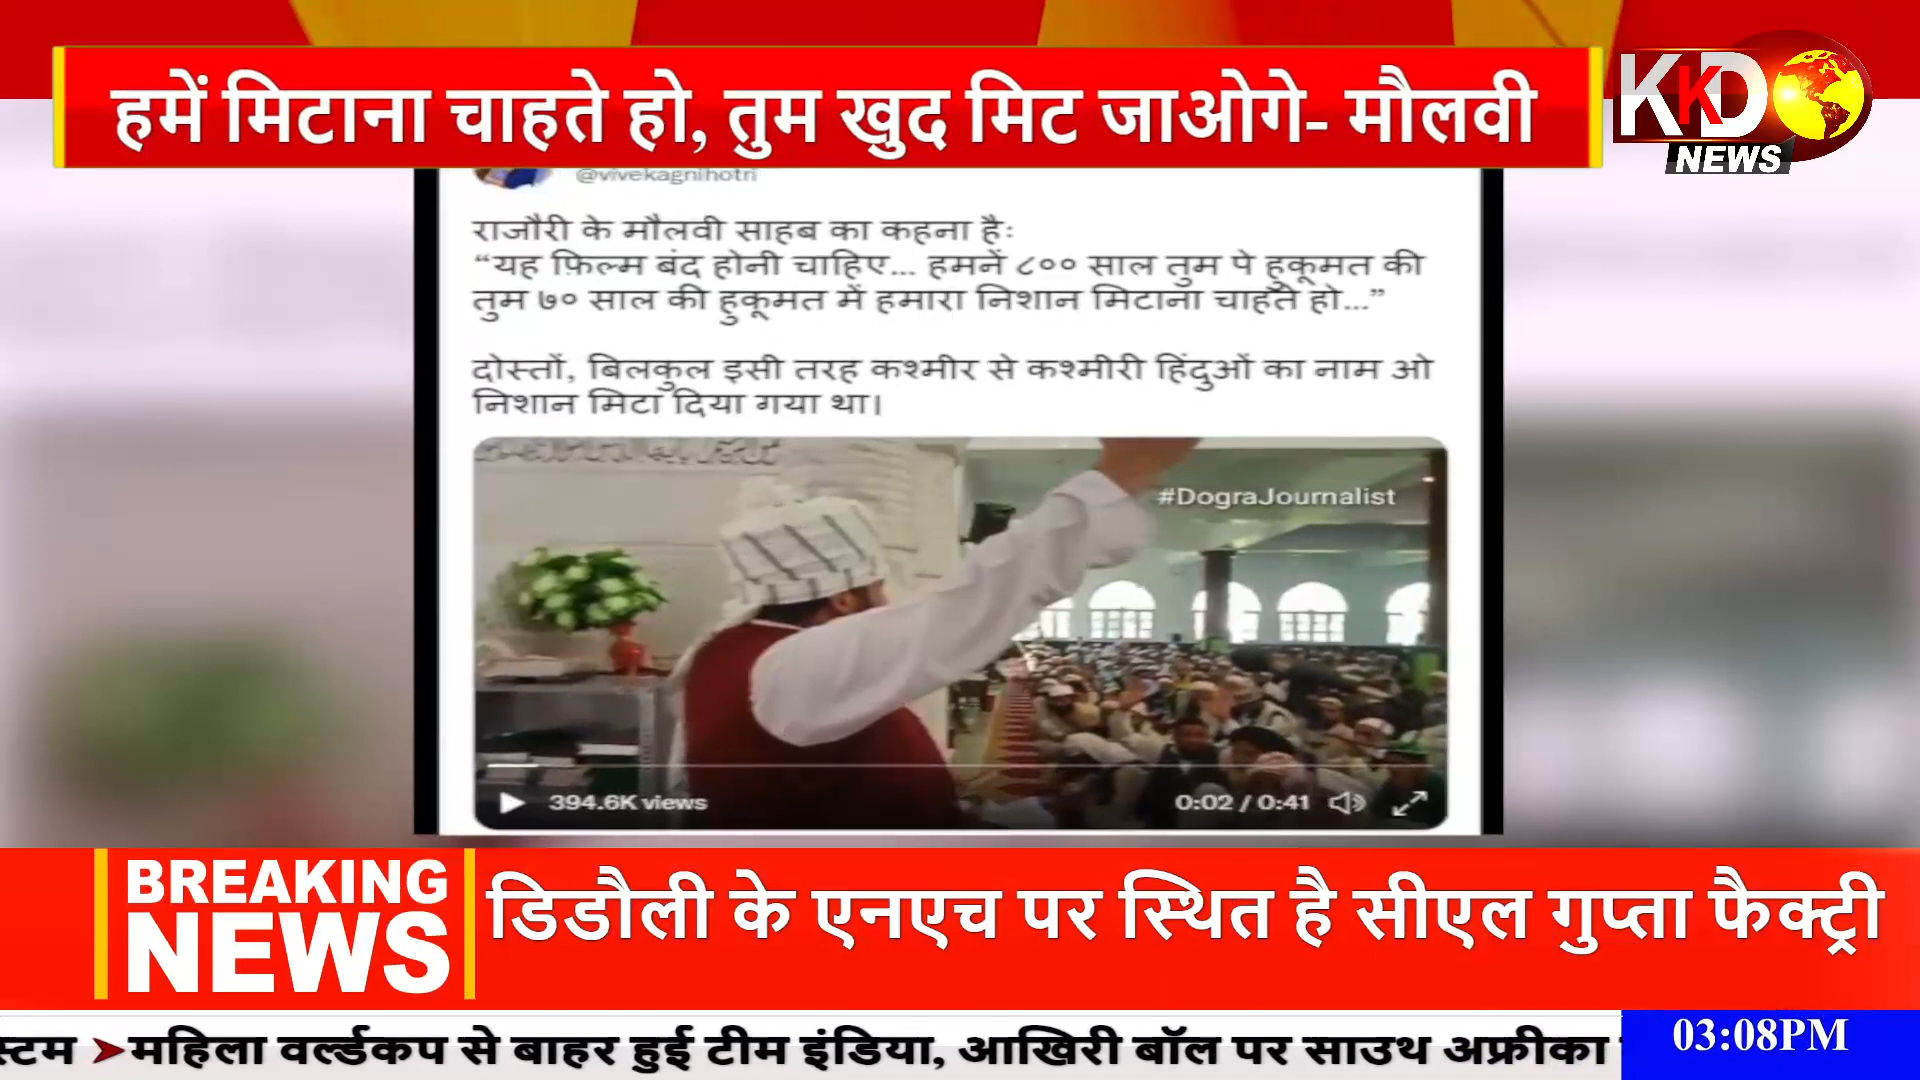 हमें मिटाना चाहते हो, तुम खुद मिट जाओगे- मौलवी
KKD
NEWS
@vivekagnihotri
राजौरी के मौलवी साहब का कहना है:
“यह फ़िल्म बंद होनी चाहिए... हमनें ८०० साल तुम पे हुकूमत की
तुम ७० साल की हुकूमत में हमारा निशान मिटाना चाहते हो...”
दोस्तों, बिलकुल इसी तरह कश्मीर से कश्मीरी हिंदुओं का नाम ओ
निशान मिटा दिया गया था।
#DograJournalist
394.6K views
0:02 / 0:41
BREAKING
NEWS
डिडौली के एनएच पर स्थित है सीएल गुप्ता फैक्ट्री
स्टम ➤महिला वर्ल्डकप से बाहर हुई टीम इंडिया, आखिरी बॉल पर साउथ अफ्रीका
03:08PM